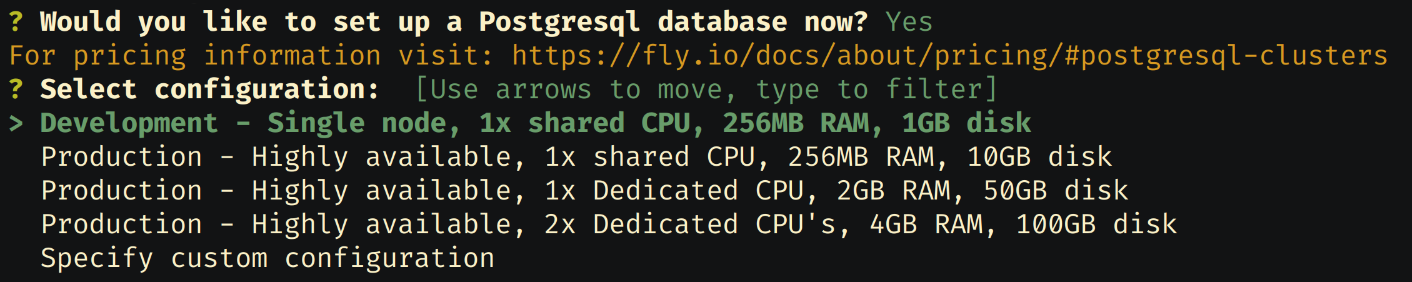 ? Would you like to set up a Postgresql database now? Yes
For pricing information visit: https://fly.io/docs/about/pricing/#postgresql-clusters
? Select configuration:  [Use arrows to move, type to filter]
> Development - Single node, 1x shared CPU, 256MB RAM, 1GB disk
  Production - Highly available, 1x shared CPU, 256MB RAM, 10GB disk
  Production - Highly available, 1x Dedicated CPU, 2GB RAM, 50GB disk
  Production - Highly available, 2x Dedicated CPU's, 4GB RAM, 100GB disk
  Specify custom configuration